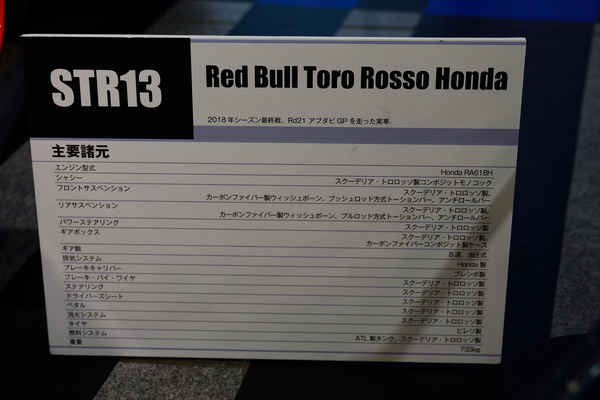 STR13
Red Bull Toro Rosso Honda
2018年シーズン最終戦、Rd21 アブダビGPを走った実車
主要諸元
エンジン型式 Honda RA618H
シャシー スクーデリア・トロロッソ製コンポジットモノコック
フロントサスペンション スクーデリア・トロロッソ製、
カーボンファイバー製ウィッシュボーン、プッシュロッド方式トーションバー、アンチロールバー
リアサスペンション スクーデリア・トロロッソ製、
カーボンファイバー製ウィッシュボーン、プルロッド方式トーションバー、アンチロールバー
パワーステアリング スクーデリア・トロロッソ製
ギアボックス スクーデリア・トロロッソ製、
カーボンファイバーコンポジット製ケース
ギア数 8速、油圧式
排気システム Honda製
ブレーキキャリパー ブレンボ製
ブレーキ・バイ・ワイヤ スクーデリア・トロロッソ製
ステアリング スクーデリア・トロロッソ製
ドライバーズシート スクーデリア・トロロッソ製
ペダル スクーデリア・トロロッソ製
消火システム スクーデリア・トロロッソ製
タイヤ ピレリ製
燃料システム ATL製タンク、スクーデリア・トロロッソ製
重量 733kg